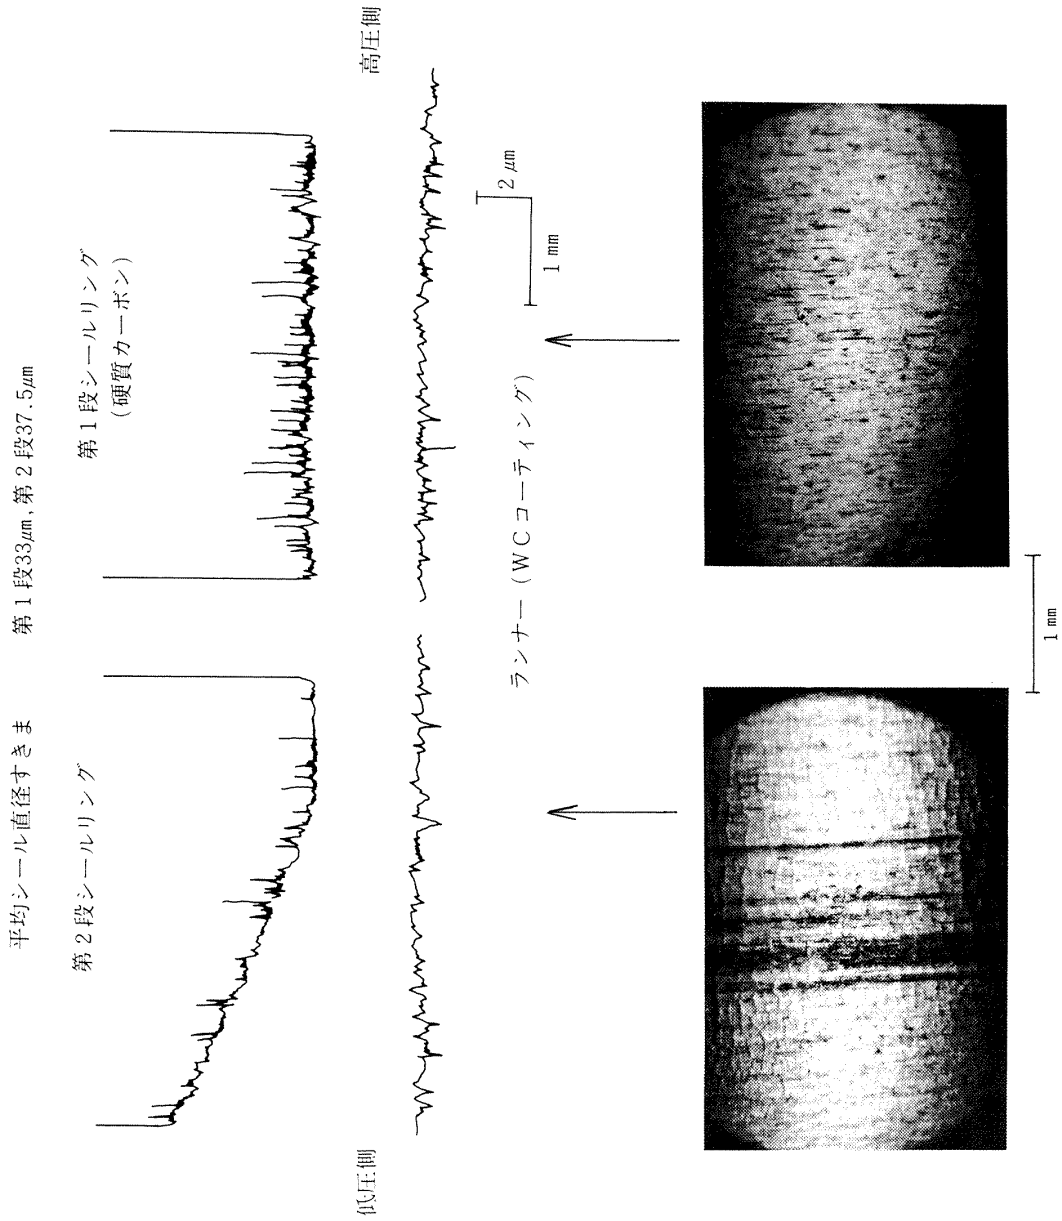 平均シール直径すきま　　第1段33μm, 第2段37.5μm
第2段シールリング
第1段シールリング
(硬質カーボン)
低圧側
高圧側
2 μm
1 mm
ランナー (WCコーティング)
1 mm